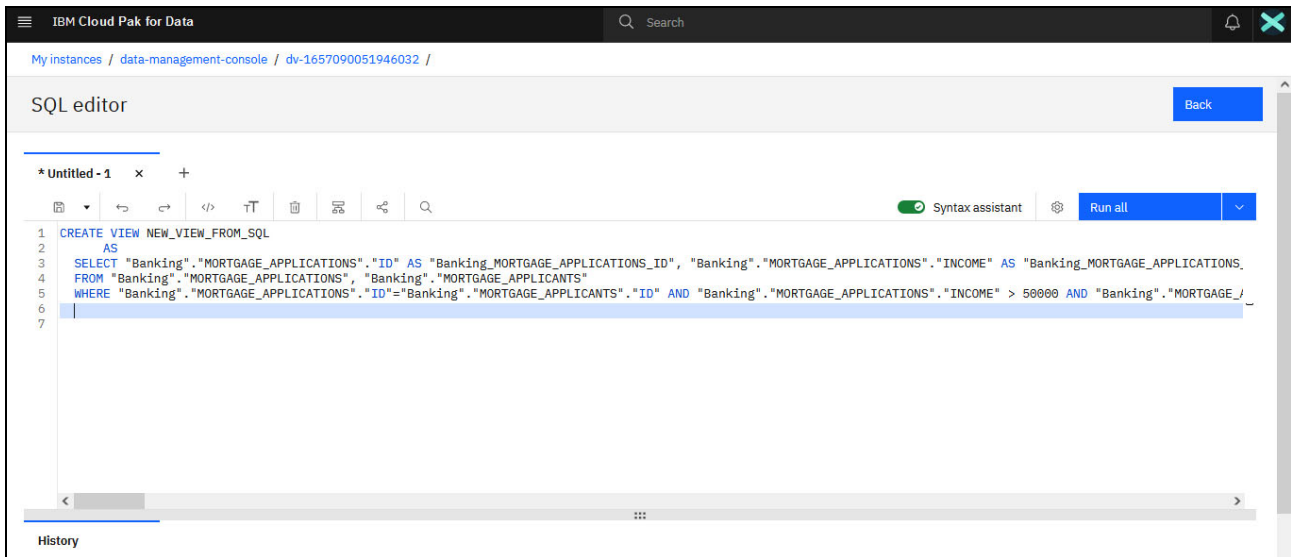 IBM Cloud Pak for Data
Search
My instances / data-management-console / dv-1657090051946032 /
SQL editor
Back
* Untitled - 1 × +
</> TT Syntax assistant Run all
1 CREATE VIEW NEW_VIEW_FROM_SQL
2 AS
3 SELECT "Banking"."MORTGAGE_APPLICATIONS"."ID" AS "Banking_MORTGAGE_APPLICATIONS_ID", "Banking"."MORTGAGE_APPLICATIONS"."INCOME" AS "Banking_MORTGAGE_APPLICATIONS_
4 FROM "Banking"."MORTGAGE_APPLICATIONS", "Banking"."MORTGAGE_APPLICANTS"
5 WHERE "Banking"."MORTGAGE_APPLICATIONS"."ID"="Banking"."MORTGAGE_APPLICANTS"."ID" AND "Banking"."MORTGAGE_APPLICATIONS"."INCOME" > 50000 AND "Banking"."MORTGAGE_
6
7
History